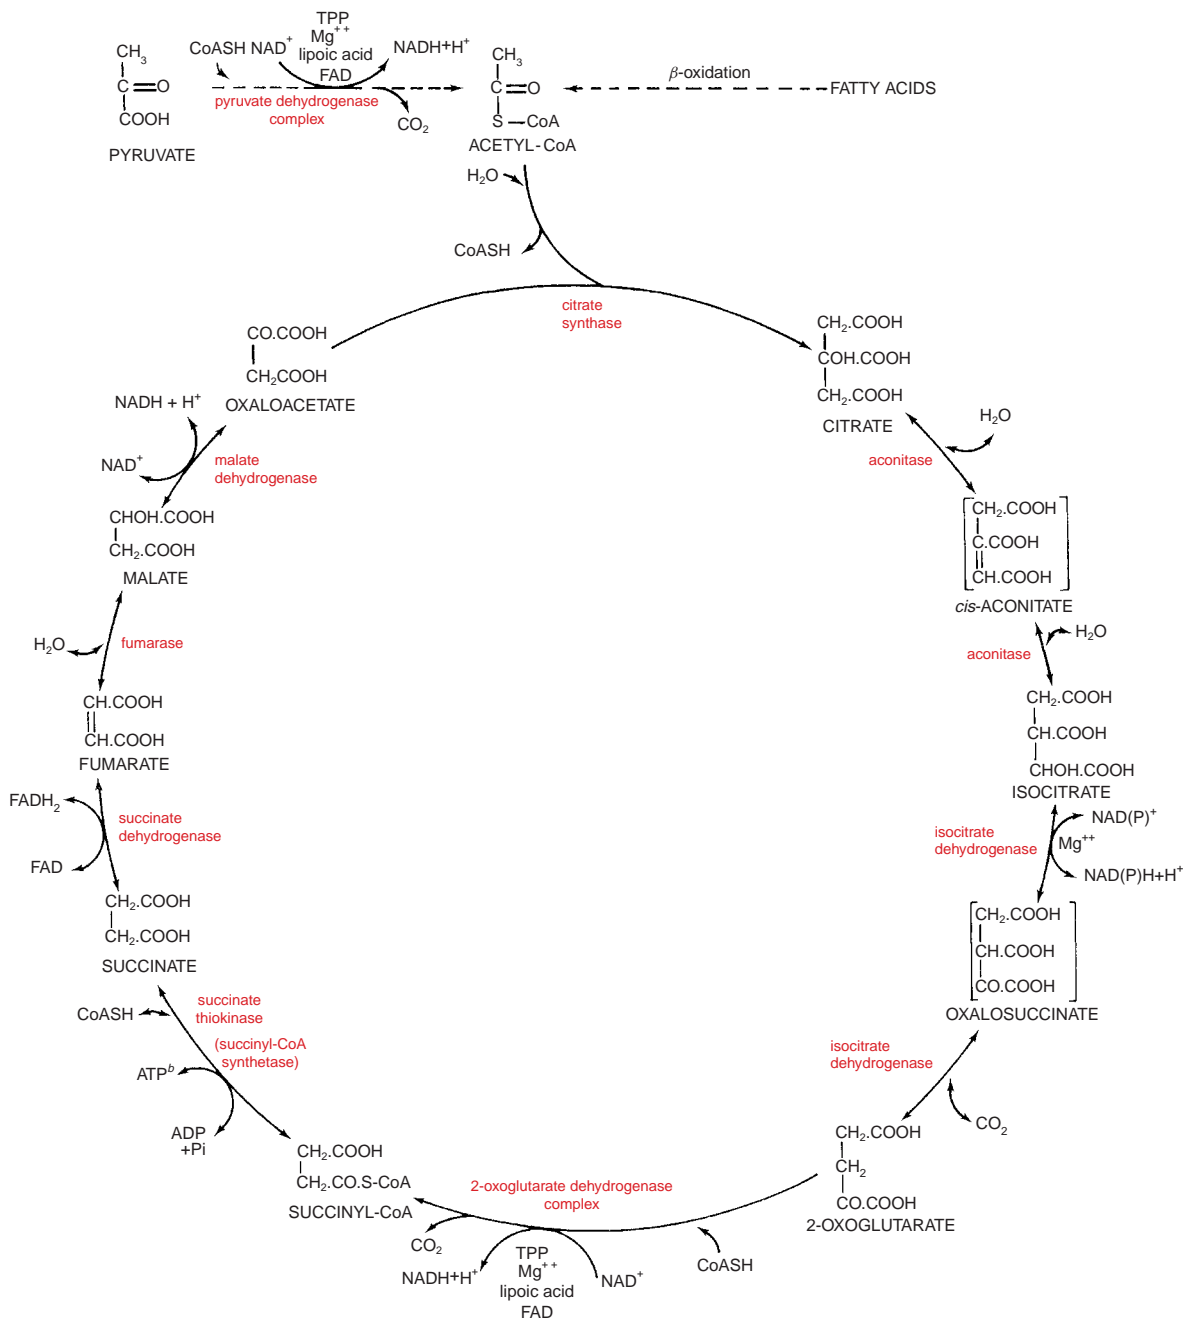 TPP
Mg⁺⁺
lipoic acid
FAD
CoASH NAD⁺
NADH+H⁺
CH₃
C=O
COOH
PYRUVATE
pyruvate dehydrogenase
complex
CO₂
CH₃
C=O
S—CoA
ACETYL-CoA
β-oxidation
FATTY ACIDS
H₂O
CoASH
citrate
synthase
CH₂.COOH
COH.COOH
CH₂.COOH
CITRATE
H₂O
aconitase
CH₂.COOH
C.COOH
CH.COOH
cis-ACONITATE
H₂O
aconitase
CH₂.COOH
CH.COOH
CHOH.COOH
ISOCITRATE
isocitrate
dehydrogenase
NAD(P)⁺
Mg⁺⁺
NAD(P)H+H⁺
CH₂.COOH
CH.COOH
CO.COOH
OXALOSUCCINATE
isocitrate
dehydrogenase
CO₂
CH₂.COOH
CH₂
CO.COOH
2-OXOGLUTARATE
2-oxoglutarate dehydrogenase
complex
CoASH
NAD⁺
TPP
Mg⁺⁺
lipoic acid
FAD
NADH+H⁺
CO₂
CH₂.COOH
CH₂.CO.S-CoA
SUCCINYL-CoA
ADP
+Pi
ATPᵇ
succinate
thiokinase
(succinyl-CoA
synthetase)
CoASH
CH₂.COOH
CH₂.COOH
SUCCINATE
succinate
dehydrogenase
FAD
FADH₂
CH.COOH
CH.COOH
FUMARATE
fumarase
H₂O
CHOH.COOH
CH₂.COOH
MALATE
malate
dehydrogenase
NAD⁺
NADH + H⁺
CO.COOH
CH₂COOH
OXALOACETATE